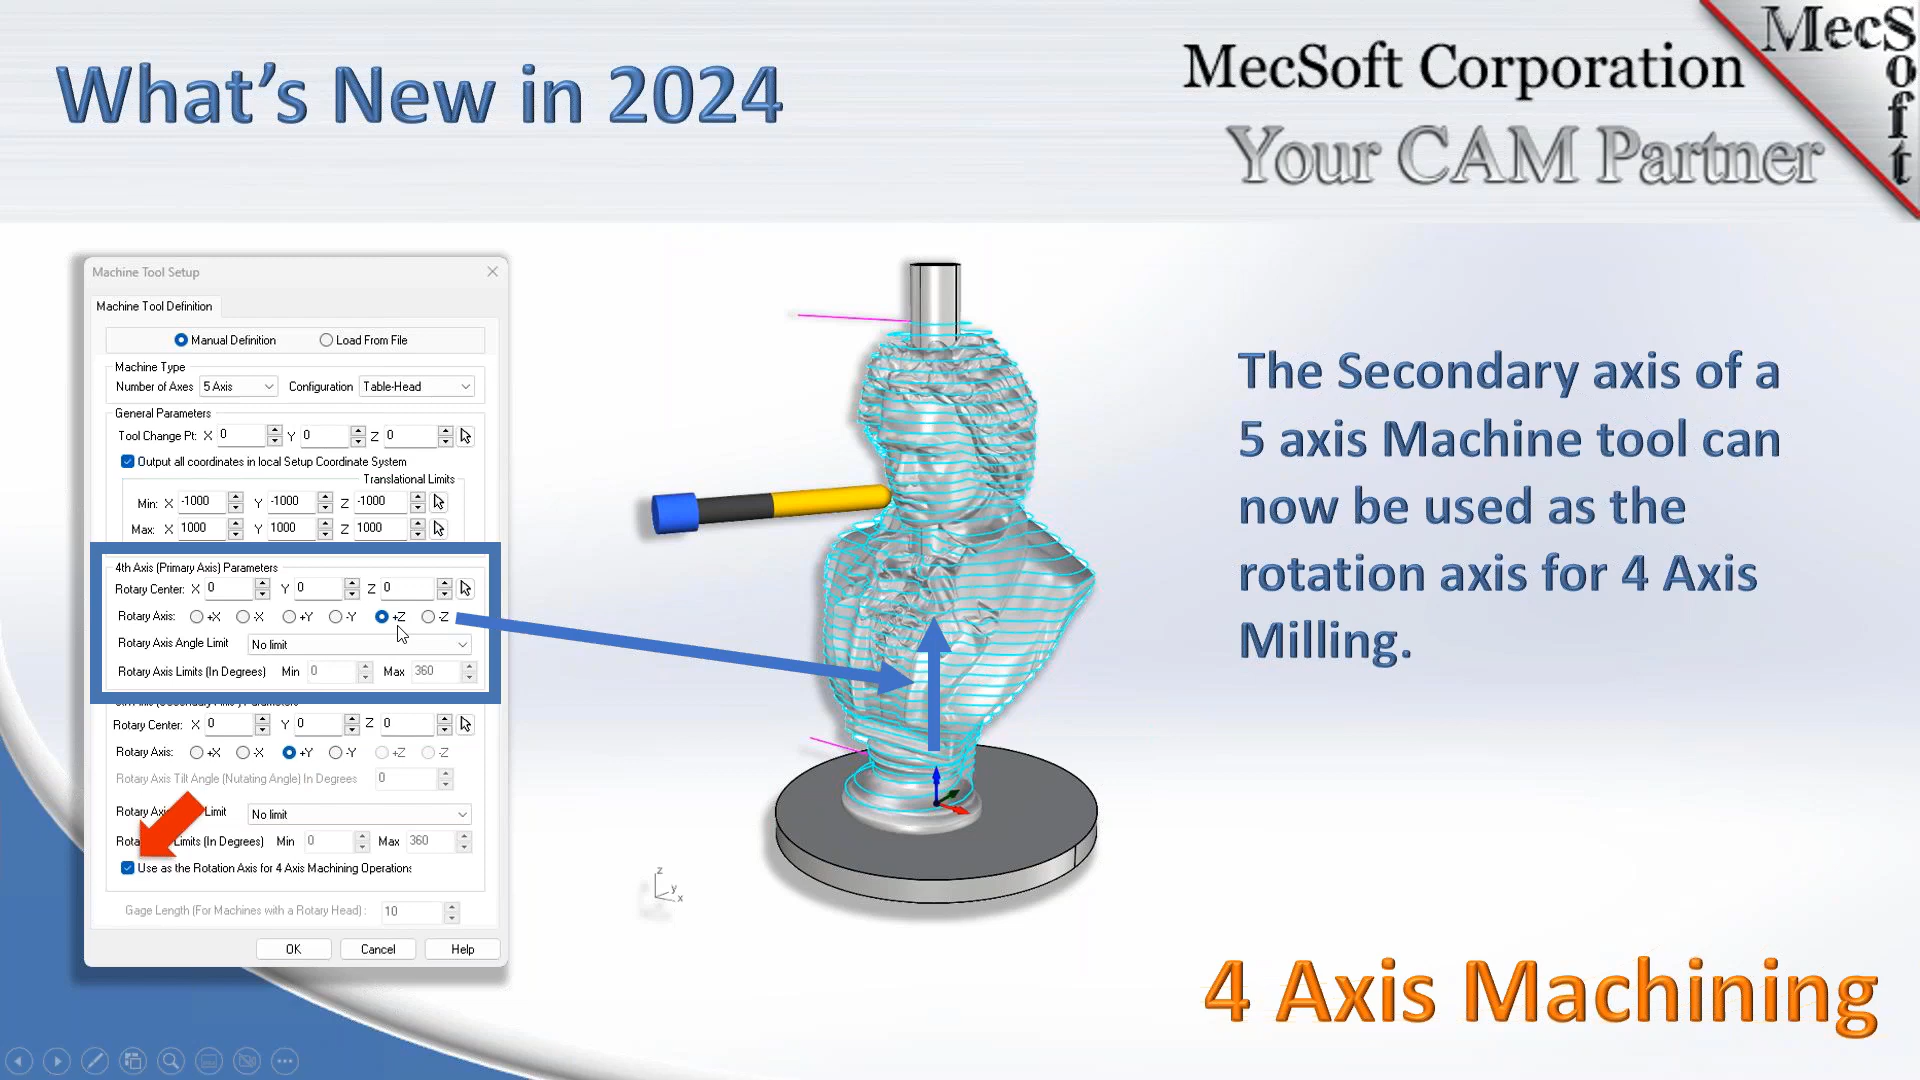 What's New in 2024
MecSoft Corporation
Your CAM Partner
MecSoft
Machine Tool Setup
Machine Tool Definition
Manual Definition Load From File
Machine Type
Number of Axes 5 Axis Configuration Table-Head
General Parameters
Tool Change Pt: X 0 Y 0 Z 0
Output all coordinates in local Setup Coordinate System
Translational Limits
Min: X -1000 Y -1000 Z -1000
Max: X 1000 Y 1000 Z 1000
4th Axis (Primary Axis) Parameters
Rotary Center: X 0 Y 0 Z 0
Rotary Axis: +X -X +Y -Y +Z -Z
Rotary Axis Angle Limit No limit
Rotary Axis Limits (In Degrees) Min 0 Max 360
Rotary Center: X 0 Y 0 Z 0
Rotary Axis: +X -X +Y -Y +Z -Z
Rotary Axis Tilt Angle (Nutating Angle) In Degrees 0
Rotary Limit No limit
Limits (In Degrees) Min 0 Max 360
Use as the Rotation Axis for 4 Axis Machining Operations
Gage Length (For Machines with a Rotary Head) : 10
OK Cancel Help
z
y
x
The Secondary axis of a
5 axis Machine tool can
now be used as the
rotation axis for 4 Axis
Milling.
4 Axis Machining